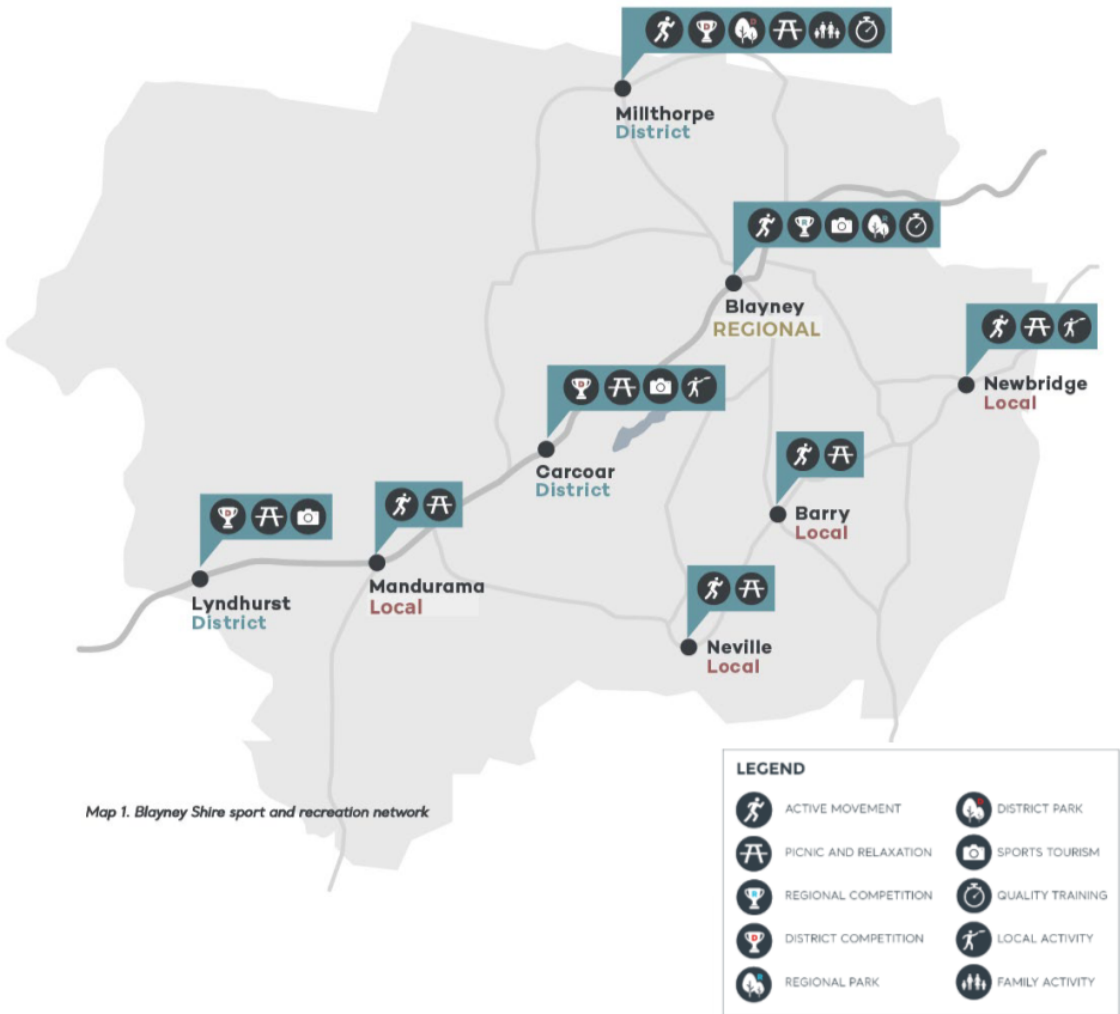 Millthorpe
District
Blayney
REGIONAL
Newbridge
Local
Carcoar
District
Barry
Local
Mandurama
Local
Lyndhurst
District
Neville
Local
Map 1. Blayney Shire sport and recreation network
LEGEND
ACTIVE MOVEMENT
PICNIC AND RELAXATION
R REGIONAL COMPETITION
D DISTRICT COMPETITION
R REGIONAL PARK
D DISTRICT PARK
SPORTS TOURISM
QUALITY TRAINING
LOCAL ACTIVITY
FAMILY ACTIVITY